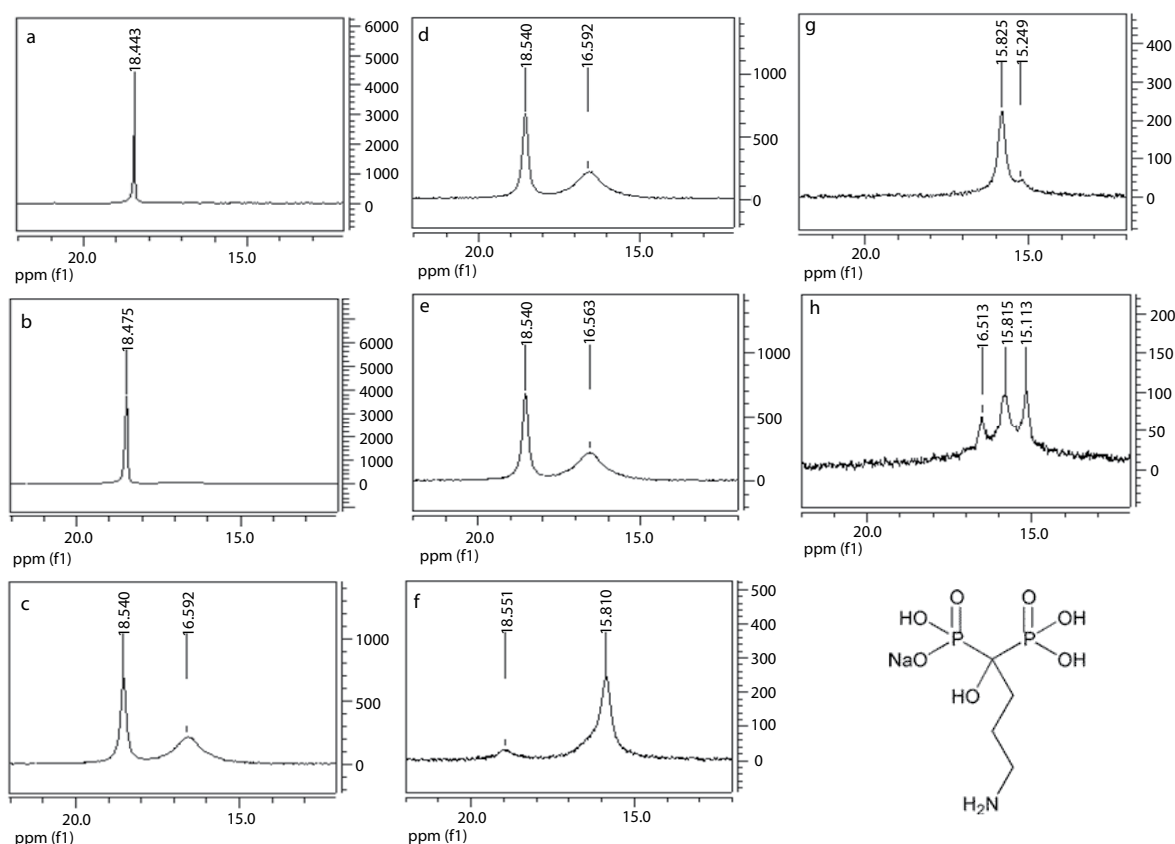 a
18.443
6000
5000
4000
3000
2000
1000
0
20.0 15.0
ppm (f1)
b
18.475
6000
5000
4000
3000
2000
1000
0
20.0 15.0
ppm (f1)
c
18.540 16.592
1000
500
0
20.0 15.0
ppm (f1)
d
18.540 16.592
1000
500
0
20.0 15.0
ppm (f1)
e
18.540 16.563
1000
500
0
20.0 15.0
ppm (f1)
f
18.551 15.810
500
400
300
200
100
0
20.0 15.0
ppm (f1)
g
15.825 15.249
400
300
200
100
0
20.0 15.0
ppm (f1)
h
16.513 15.815 15.113
200
150
100
50
0
20.0 15.0
ppm (f1)
O O
HO P P OH
NaO OH
HO
H₂N